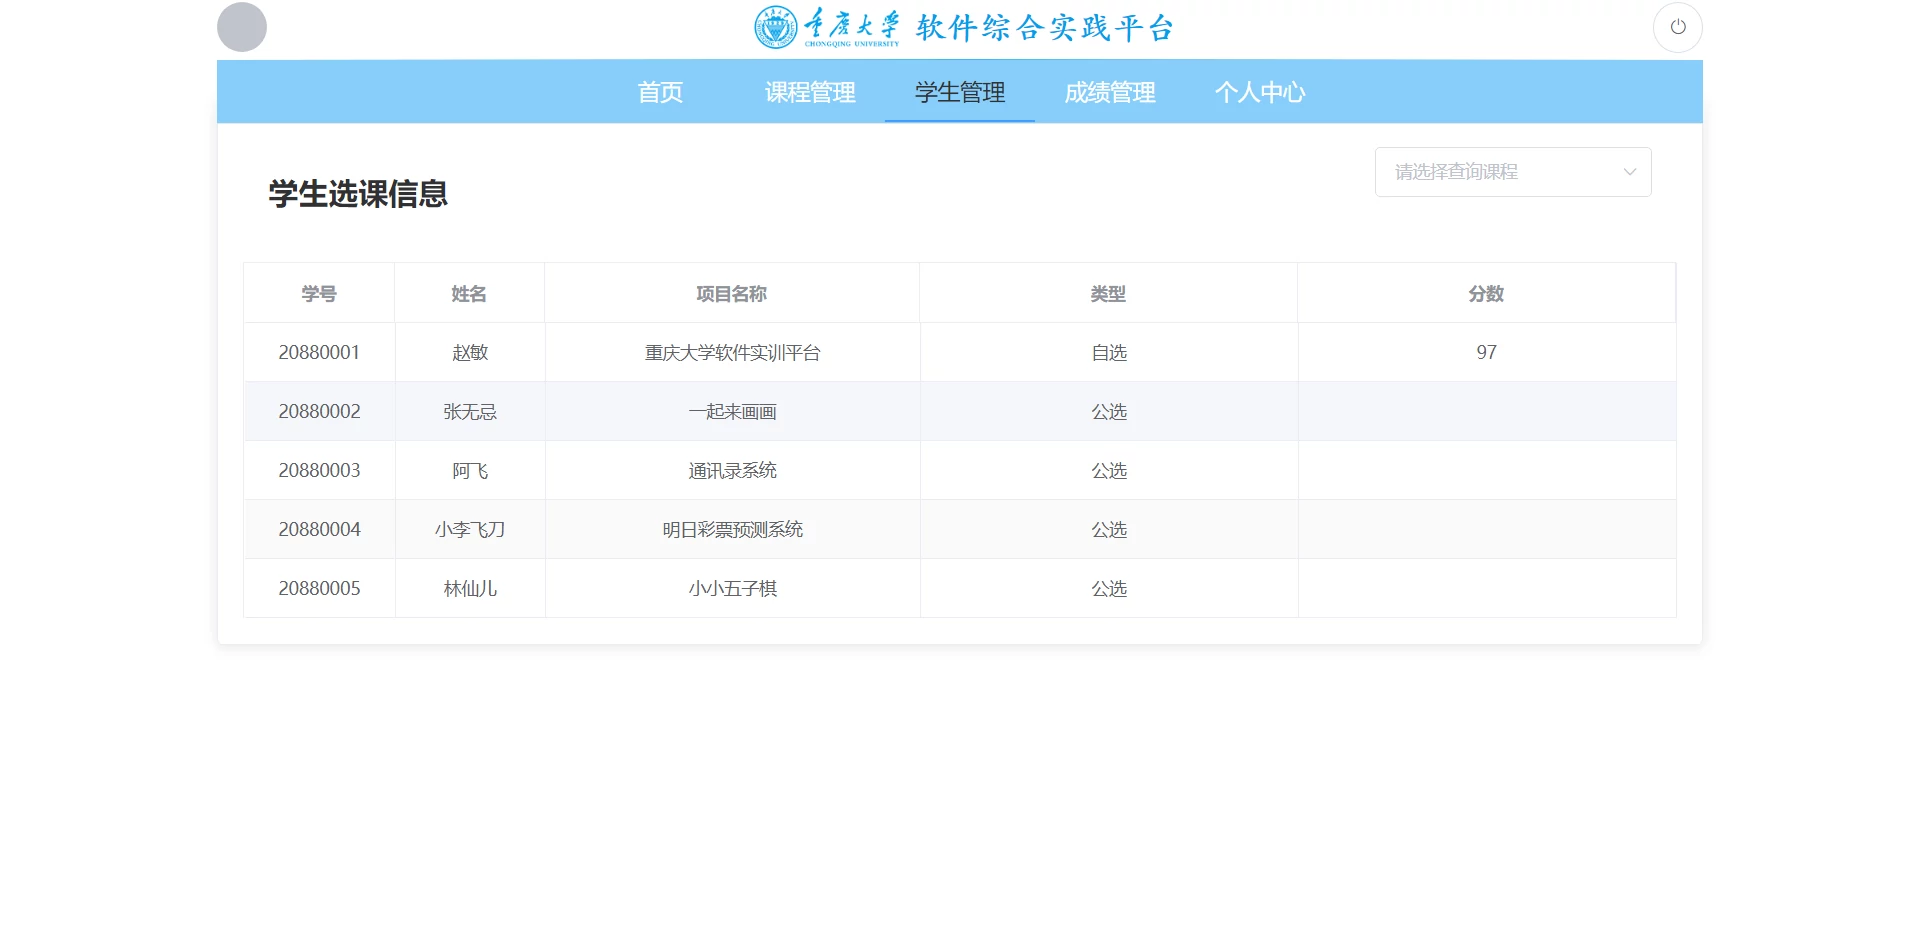 重庆大学 软件综合实践平台
CHONGQING UNIVERSITY
首页 课程管理 学生管理 成绩管理 个人中心
请选择查询课程
学生选课信息
学号 姓名 项目名称 类型 分数
20880001 赵敏 重庆大学软件实训平台 自选 97
20880002 张无忌 一起来画画 公选
20880003 阿飞 通讯录系统 公选
20880004 小李飞刀 明日彩票预测系统 公选
20880005 林仙儿 小小五子棋 公选